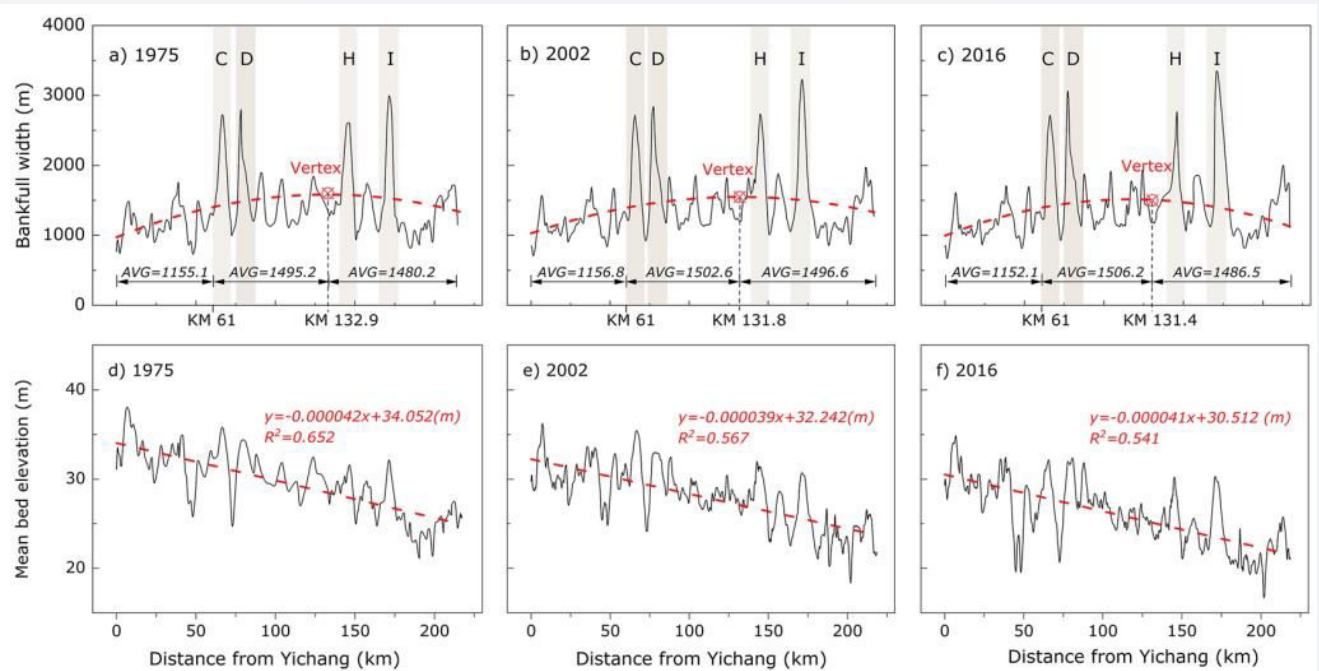 4000
3000
2000
1000
0
Bankfull width (m)
a) 1975
C D H I
Vertex
AVG=1155.1 AVG=1495.2 AVG=1480.2
KM 61 KM 132.9
b) 2002
C D H I
Vertex
AVG=1156.8 AVG=1502.6 AVG=1496.6
KM 61 KM 131.8
c) 2016
C D H I
Vertex
AVG=1152.1 AVG=1506.2 AVG=1486.5
KM 61 KM 131.4
40
30
20
Mean bed elevation (m)
d) 1975
y=-0.000042x+34.052(m)
R²=0.652
0 50 100 150 200
Distance from Yichang (km)
e) 2002
y=-0.000039x+32.242(m)
R²=0.567
0 50 100 150 200
Distance from Yichang (km)
f) 2016
y=-0.000041x+30.512 (m)
R²=0.541
0 50 100 150 200
Distance from Yichang (km)